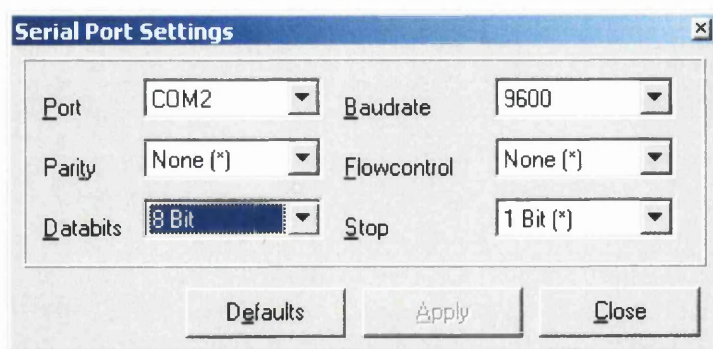 Serial Port Settings
Port COM2 Baudrate 9600
Parity None (*) Flowcontrol None (*)
Databits 8 Bit Stop 1 Bit (*)
Defaults Apply Close